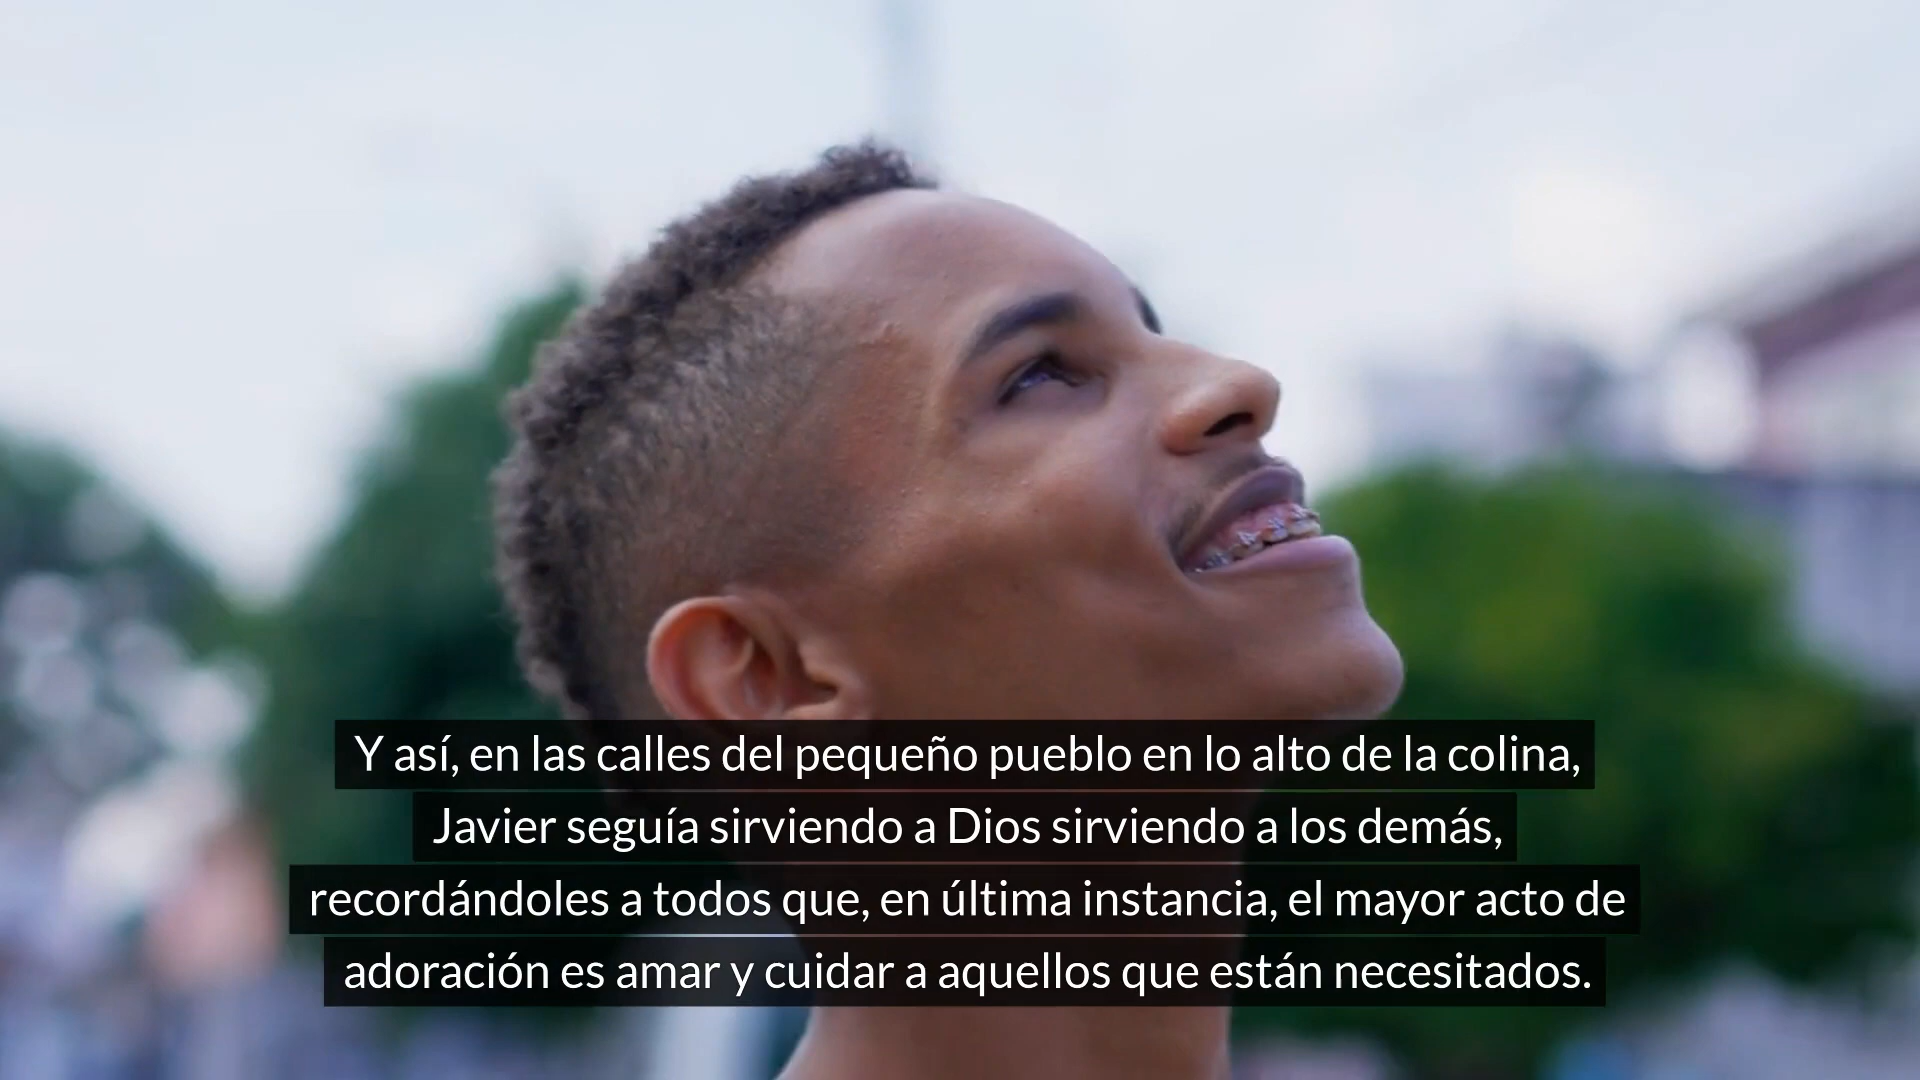 Y así, en las calles del pequeño pueblo en lo alto de la colina,
Javier seguía sirviendo a Dios sirviendo a los demás,
recordándoles a todos que, en última instancia, el mayor acto de
adoración es amar y cuidar a aquellos que están necesitados.